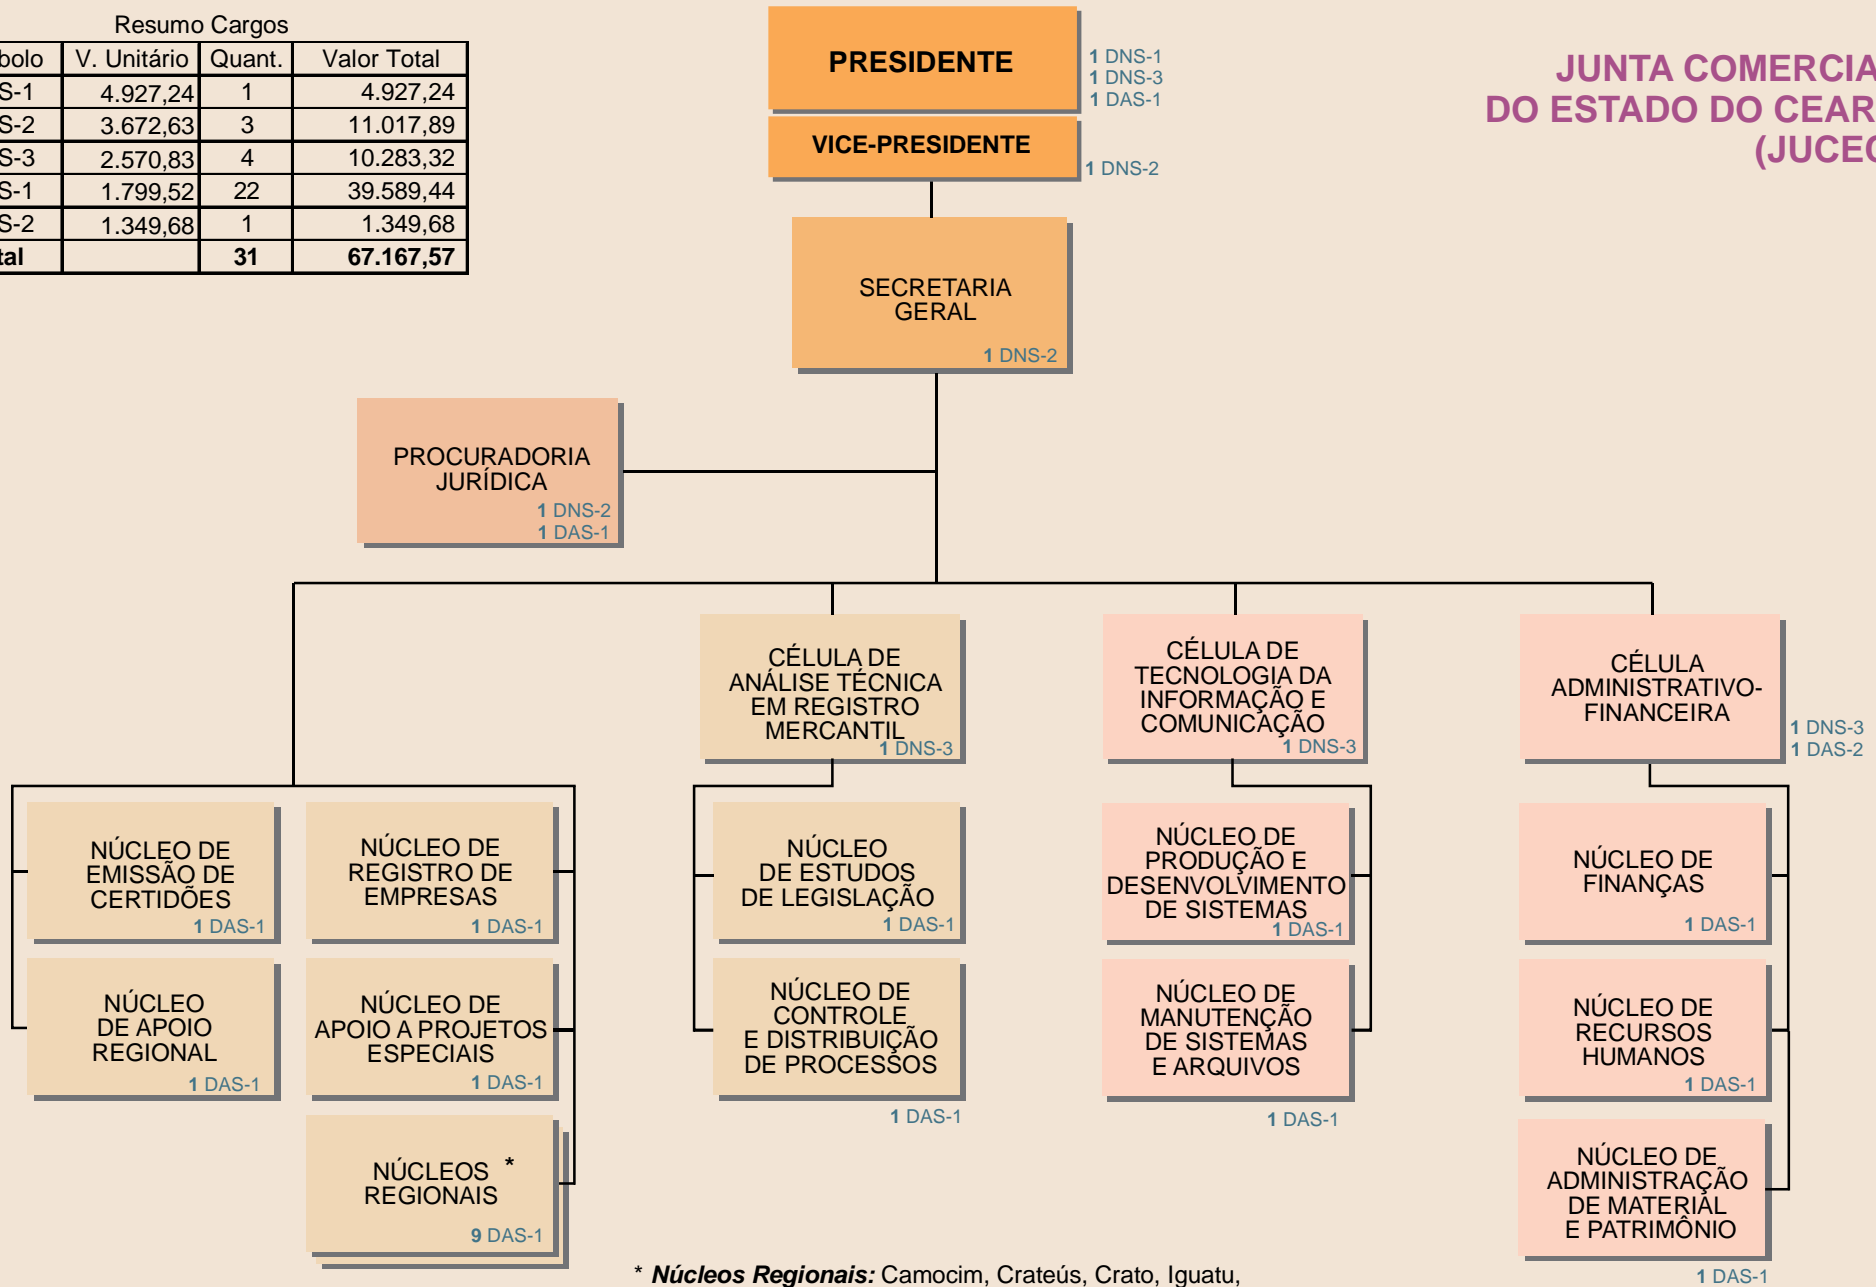 Resumo Cargos
bolo V. Unitário Quant. Valor Total
S-1 4.927,24 1 4.927,24
S-2 3.672,63 3 11.017,89
S-3 2.570,83 4 10.283,32
S-1 1.799,52 22 39.589,44
S-2 1.349,68 1 1.349,68
tal 31 67.167,57
PRESIDENTE
1 DNS-1
1 DNS-3
1 DAS-1
VICE-PRESIDENTE
1 DNS-2
JUNTA COMERCIA
DO ESTADO DO CEAR
(JUCEC
SECRETARIA
GERAL
1 DNS-2
PROCURADORIA
JURÍDICA
1 DNS-2
1 DAS-1
CÉLULA DE
ANÁLISE TÉCNICA
EM REGISTRO
MERCANTIL
1 DNS-3
CÉLULA DE
TECNOLOGIA DA
INFORMAÇÃO E
COMUNICAÇÃO
1 DNS-3
CÉLULA
ADMINISTRATIVO-
FINANCEIRA
1 DNS-3
1 DAS-2
NÚCLEO DE
EMISSÃO DE
CERTIDÕES
1 DAS-1
NÚCLEO DE
REGISTRO DE
EMPRESAS
1 DAS-1
NÚCLEO
DE ESTUDOS
DE LEGISLAÇÃO
1 DAS-1
NÚCLEO DE
PRODUÇÃO E
DESENVOLVIMENTO
DE SISTEMAS
1 DAS-1
NÚCLEO DE
FINANÇAS
1 DAS-1
NÚCLEO
DE APOIO
REGIONAL
1 DAS-1
NÚCLEO DE
APOIO A PROJETOS
ESPECIAIS
1 DAS-1
NÚCLEO DE
CONTROLE
E DISTRIBUIÇÃO
DE PROCESSOS
1 DAS-1
NÚCLEO DE
MANUTENÇÃO
DE SISTEMAS
E ARQUIVOS
1 DAS-1
NÚCLEO DE
RECURSOS
HUMANOS
1 DAS-1
NÚCLEOS *
REGIONAIS
9 DAS-1
NÚCLEO DE
ADMINISTRAÇÃO
DE MATERIAL
E PATRIMÔNIO
1 DAS-1
* Núcleos Regionais: Camocim, Crateús, Crato, Iguatu,